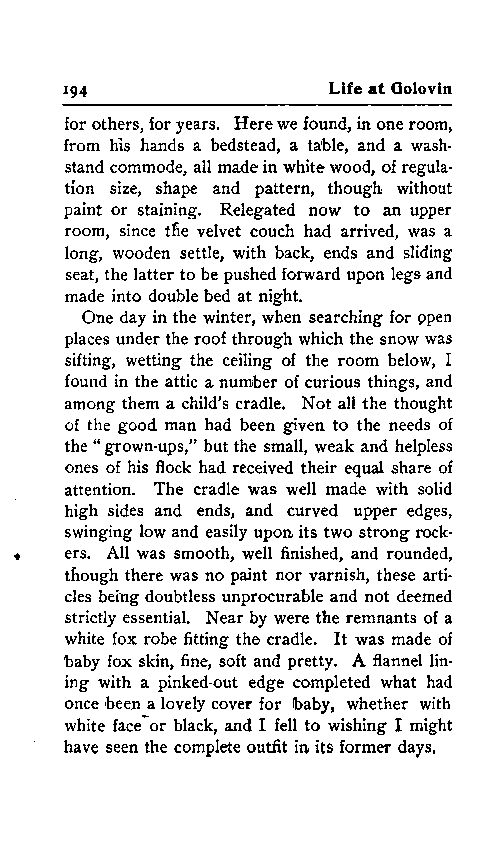 194 Life at Golovin
for others, for years. Here we found, in one room,
from his hands a bedstead, a table, and a wash-
stand commode, all made in white wood, of regula-
tion size, shape and pattern, though without
paint or staining. Relegated now to an upper
room, since the velvet couch had arrived, was a
long, wooden settle, with back, ends and sliding
seat, the latter to be pushed forward upon legs and
made into double bed at night.
One day in the winter, when searching for open
places under the roof through which the snow was
sifting, wetting the ceiling of the room below, I
found in the attic a number of curious things, and
among them a child's cradle. Not all the thought
of the good man had been given to the needs of
the "grown-ups," but the small, weak and helpless
ones of his flock had received their equal share of
attention. The cradle was well made with solid
high sides and ends, and curved upper edges,
swinging low and easily upon its two strong rock-
ers. All was smooth, well finished, and rounded,
though there was no paint nor varnish, these arti-
cles being doubtless unprocurable and not deemed
strictly essential. Near by were the remnants of a
white fox robe fitting the cradle. It was made of
baby fox skin, fine, soft and pretty. A flannel lin-
ing with a pinked-out edge completed what had
once been a lovely cover for baby, whether with
white face or black, and I fell to wishing I might
have seen the complete outfit in its former days.